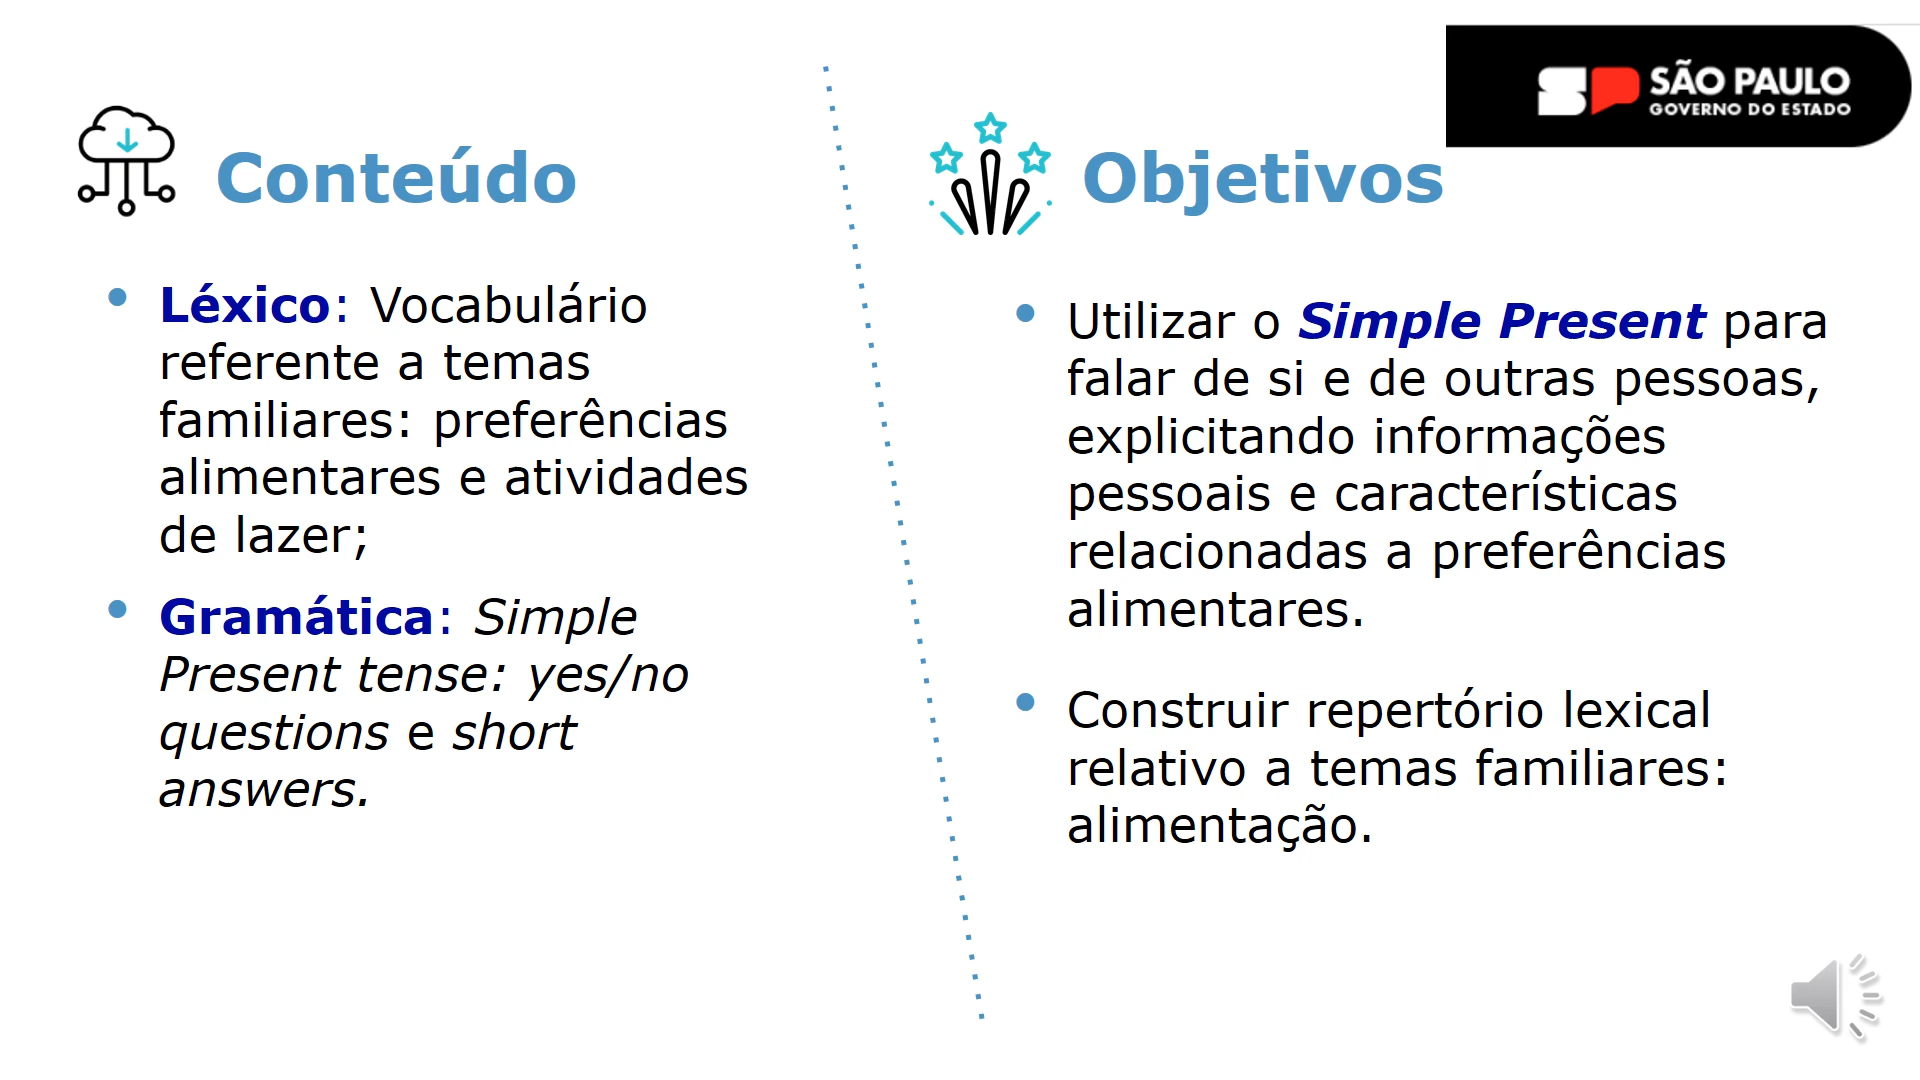 SÃO PAULO
GOVERNO DO ESTADO
Conteúdo
• Léxico: Vocabulário
referente a temas
familiares: preferências
alimentares e atividades
de lazer;
• Gramática: Simple
Present tense: yes/no
questions e short
answers.
Objetivos
• Utilizar o Simple Present para
falar de si e de outras pessoas,
explicitando informações
pessoais e características
relacionadas a preferências
alimentares.
• Construir repertório lexical
relativo a temas familiares:
alimentação.